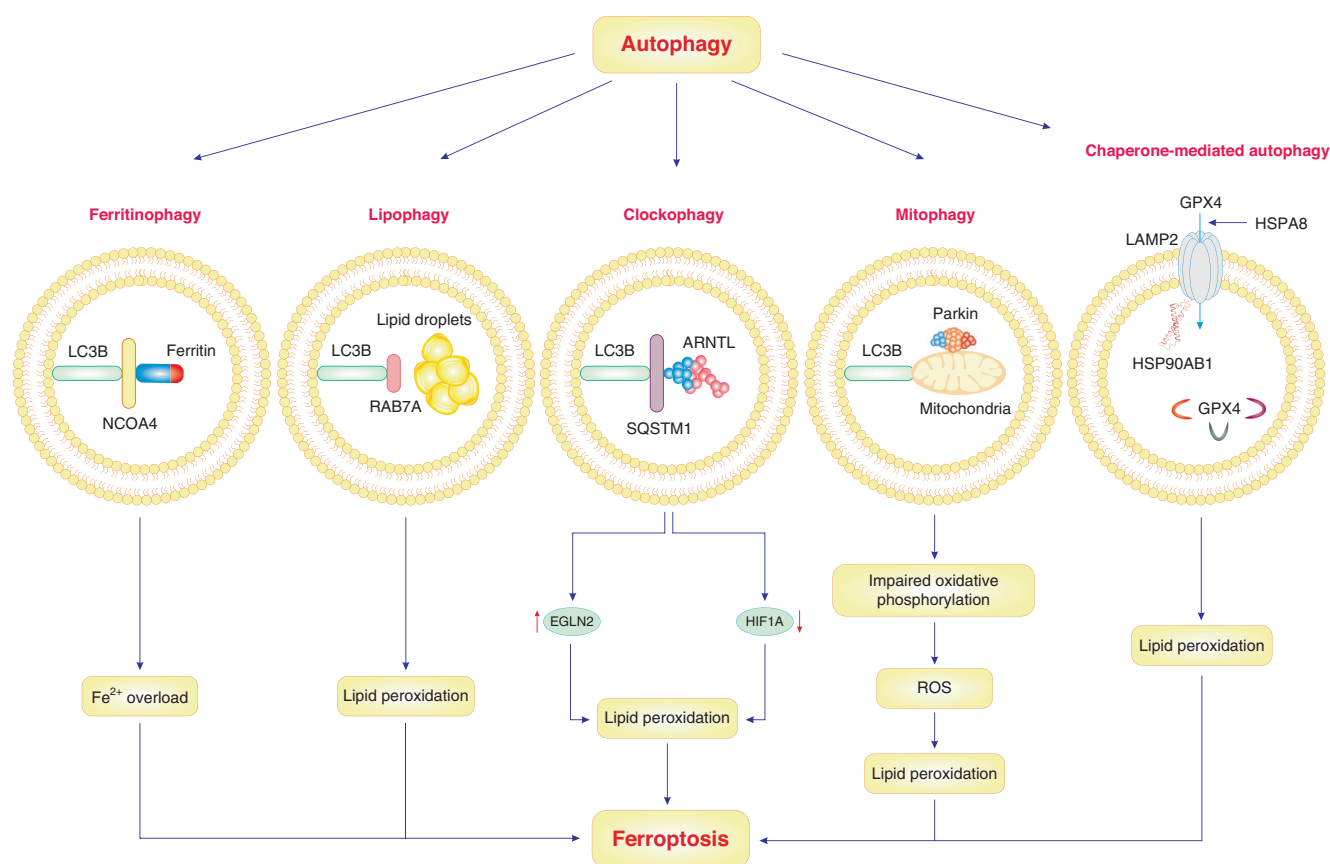 Autophagy
Chaperone-mediated autophagy
Ferritinophagy
Lipophagy
Clockophagy
Mitophagy
GPX4
HSPA8
LAMP2
LC3B
Ferritin
NCOA4
Lipid droplets
LC3B
RAB7A
LC3B
ARNTL
SQSTM1
Parkin
LC3B
Mitochondria
HSP90AB1
GPX4
EGLN2
HIF1A
Impaired oxidative
phosphorylation
Lipid peroxidation
Fe²⁺ overload
Lipid peroxidation
Lipid peroxidation
ROS
Lipid peroxidation
Ferroptosis